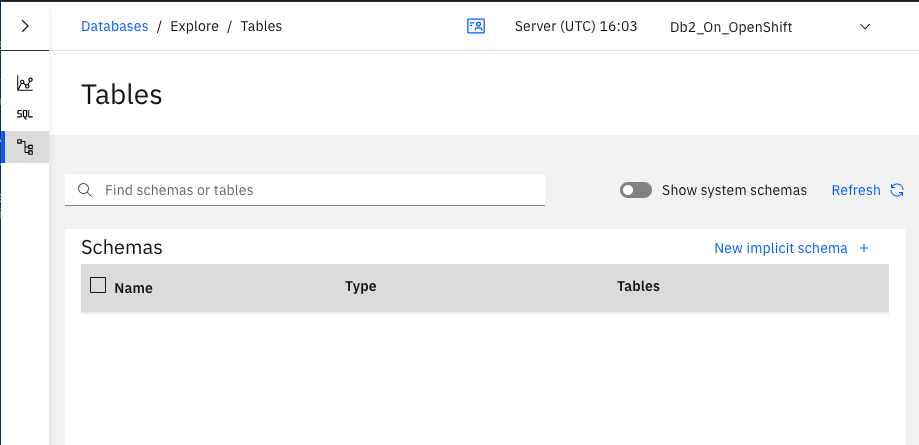 Databases / Explore / Tables
Server (UTC) 16:03
Db2_On_OpenShift
SQL
Tables
Find schemas or tables
Show system schemas
Refresh
Schemas
New implicit schema +
Name Type Tables